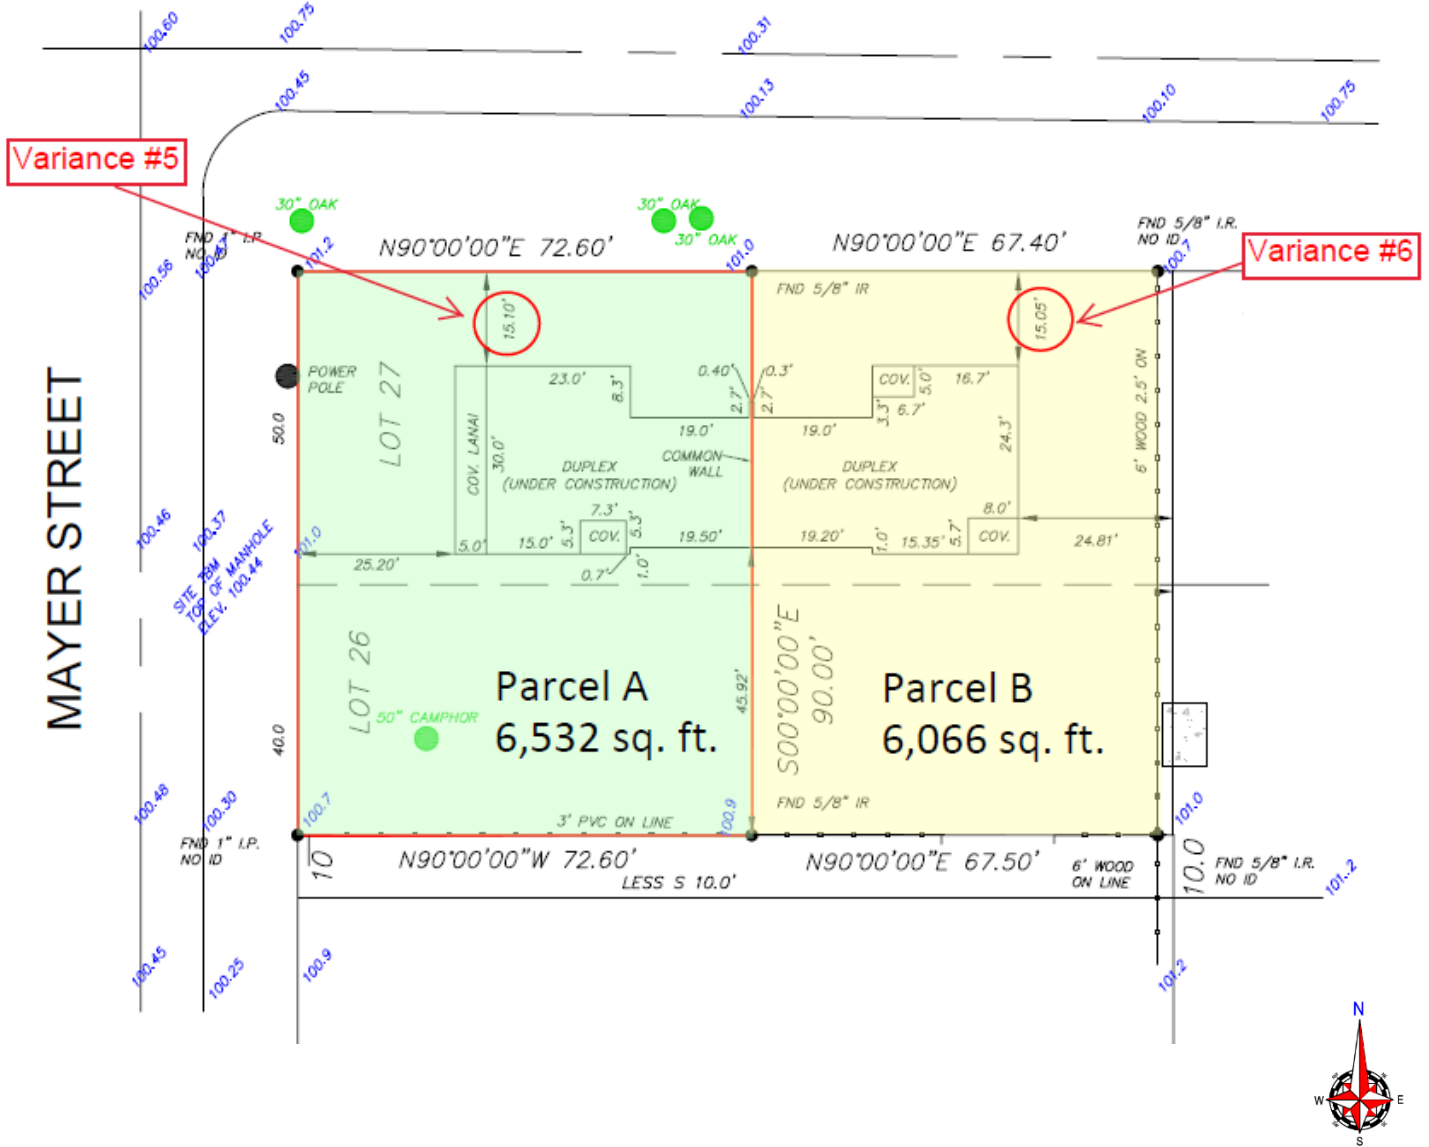 100.60
100.75
100.31
100.45
100.13
100.10
100.75
Variance #5
30" OAK
30" OAK
30" OAK
FND 1" I.P.
NO ID
100.56
101.2
N90°00'00"E 72.60'
101.0
N90°00'00"E 67.40'
FND 5/8" I.R.
NO ID
100.7
Variance #6
FND 5/8" IR
15.10'
15.05'
POWER
POLE
LOT 27
23.0'
8.3'
0.40'
0.3'
2.7'
2.7'
COV.
5.0'
16.7'
3.3'
6.7'
6' WOOD 2.5' ON
50.0
COV. LANAI
30.0'
19.0'
19.0'
24.3'
COMMON
WALL
DUPLEX
(UNDER CONSTRUCTION)
DUPLEX
(UNDER CONSTRUCTION)
MAYER STREET
100.46
100.37
101.0
SITE TBM
TOP OF MANHOLE
ELEV. 100.44
7.3'
5.3'
COV.
5.3'
8.0'
5.7'
COV.
25.20'
5.0'
15.0'
0.7'
1.0'
19.50'
19.20'
1.0'
15.35'
24.81'
LOT 26
50" CAMPHOR
Parcel A
6,532 sq. ft.
45.92'
S00°00'00"E
90.00'
Parcel B
6,066 sq. ft.
40.0
100.48
100.30
100.7
3' PVC ON LINE
100.9
FND 5/8" IR
101.0
FND 1" I.P.
NO ID
10
N90°00'00"W 72.60'
LESS S 10.0'
N90°00'00"E 67.50'
6' WOOD
ON LINE
10.0
FND 5/8" I.R.
NO ID
101.2
100.45
100.25
100.9
101.2
N
W
E
S